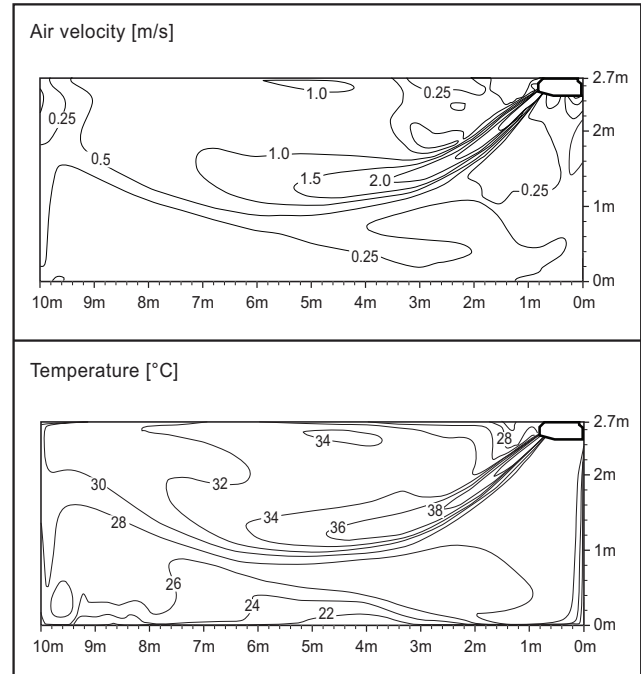 Air velocity [m/s]
1.0 0.25 2.7m
0.25 2m
0.5 1.0
1.5 2.0 0.25
1m
0.25
0m
10m 9m 8m 7m 6m 5m 4m 3m 2m 1m 0m
Temperature [°C]
2.7m
34 28
30 32 2m
28 34 36 38
1m
26
24 22
0m
10m 9m 8m 7m 6m 5m 4m 3m 2m 1m 0m